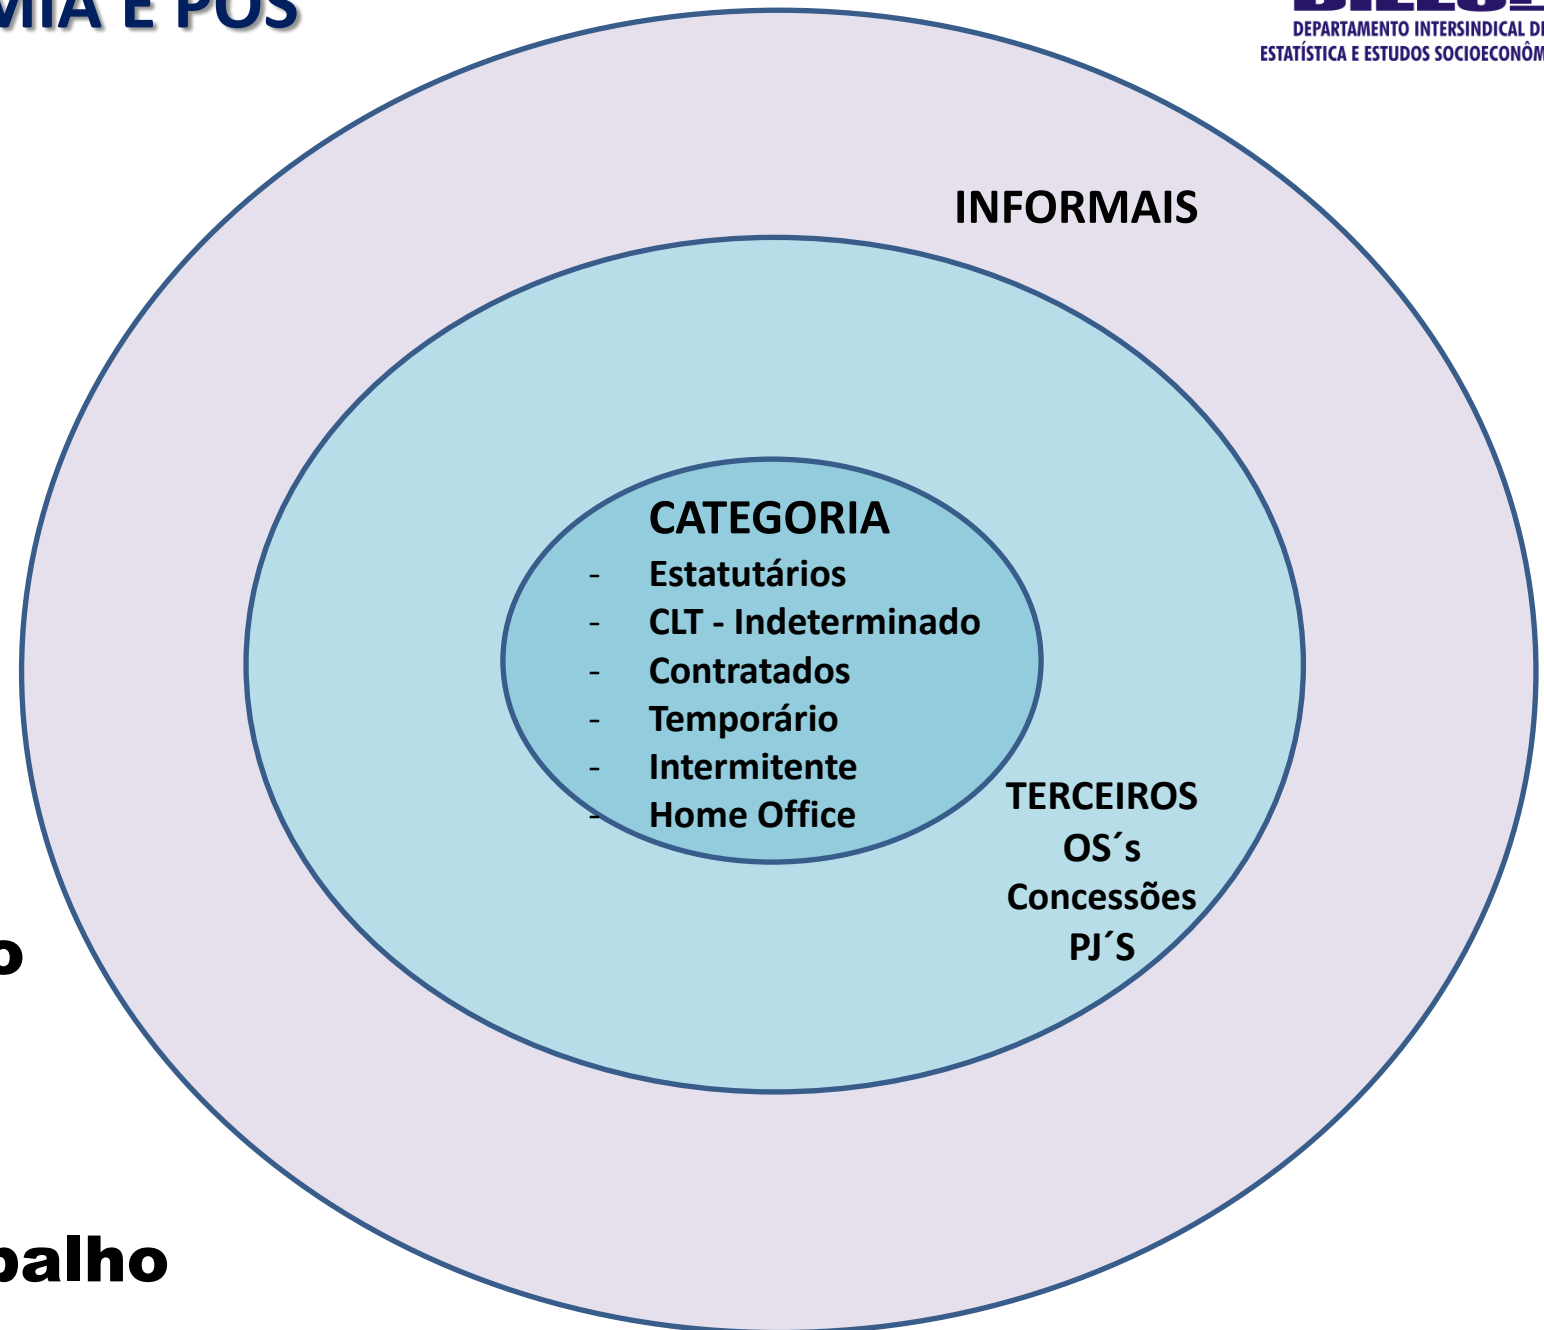 MIA E PÓS
DEPARTAMENTO INTERSINDICAL DE
ESTATÍSTICA E ESTUDOS
INFORMAIS
CATEGORIA
- Estatutários
- CLT - Indeterminado
- Contratados
- Temporário
- Intermitente
- Home Office
TERCEIROS
OS´s
Concessões
PJ´S
o
balho